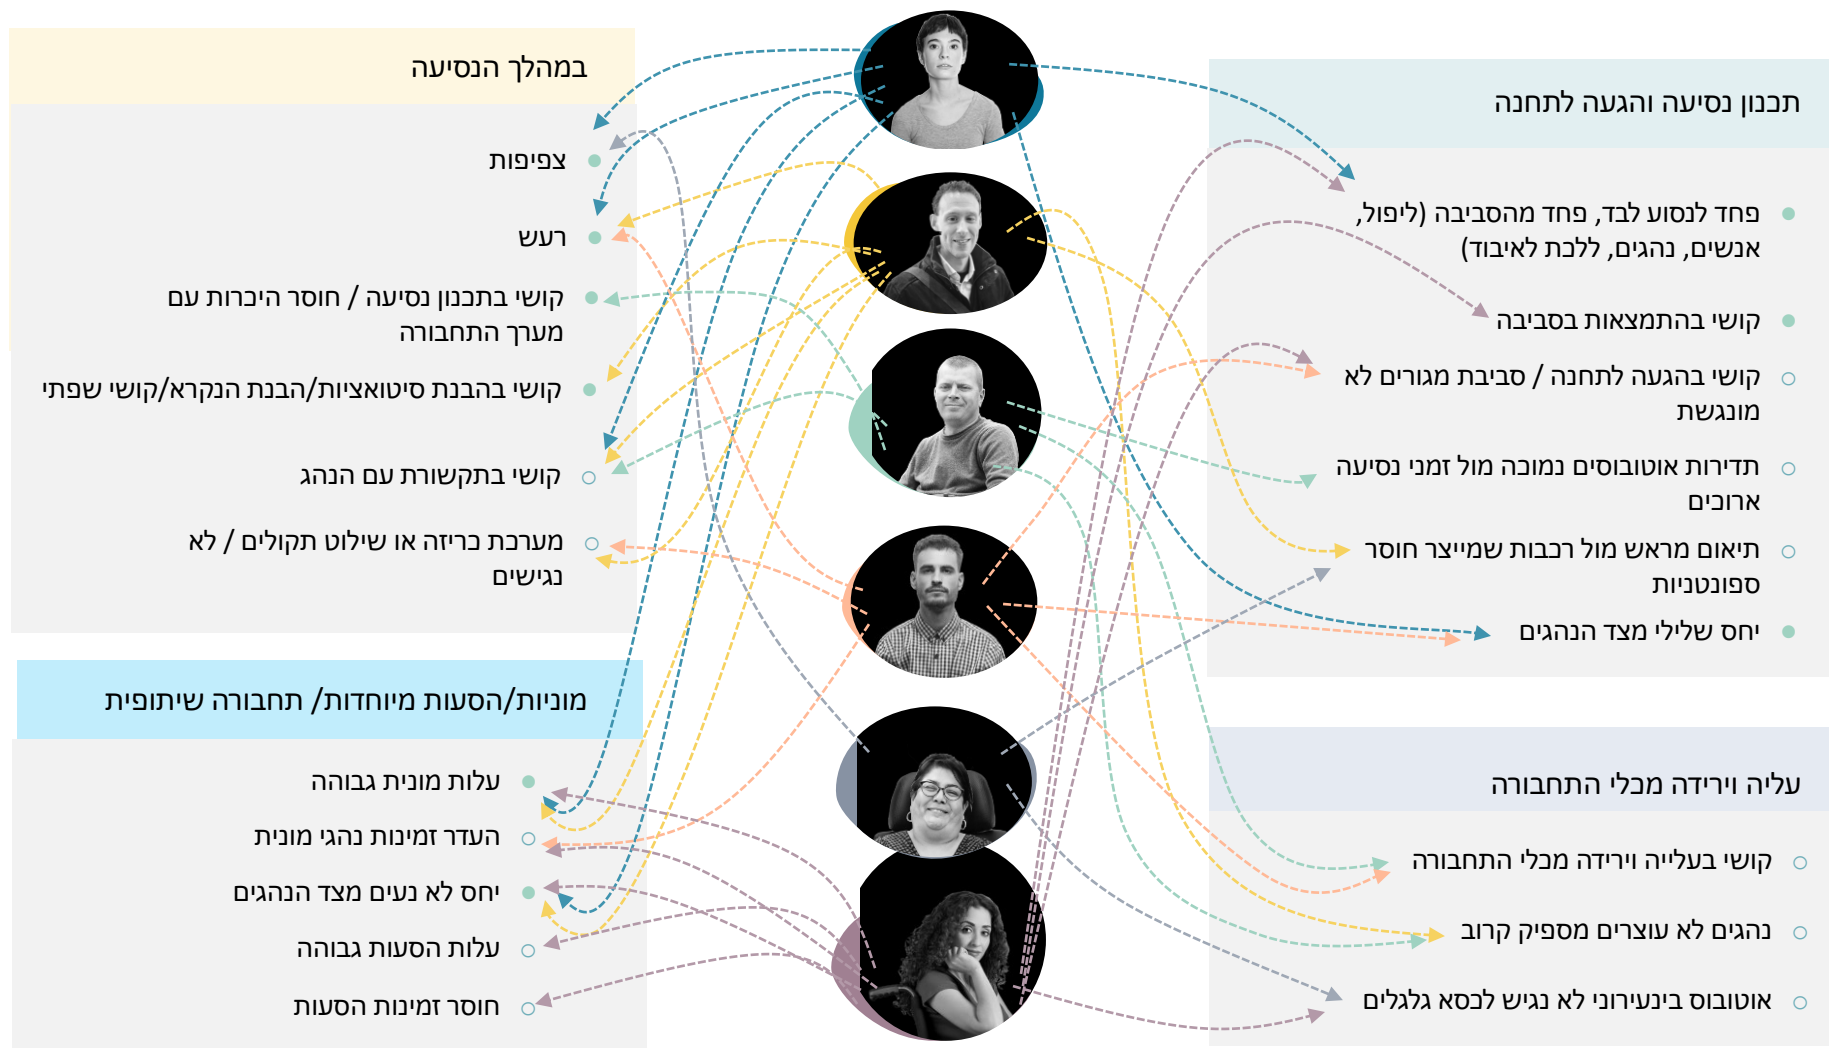 תכנון נסיעה והגעה לתחנה
פחד לנסוע לבד, פחד מהסביבה (ליפול,
אנשים, נהגים, ללכת לאיבוד)
קושי בהתמצאות בסביבה
קושי בהגעה לתחנה / סביבת מגורים לא
מונגשת
תדירות אוטובוסים נמוכה מול זמני נסיעה
ארוכים
תיאום מראש מול רכבות שמייצר חוסר
ספונטניות
יחס שלילי מצד הנהגים
עליה וירידה מכלי התחבורה
קושי בעלייה וירידה מכלי התחבורה
נהגים לא עוצרים מספיק קרוב
אוטובוס בינעירוני לא נגיש לכסא גלגלים
במהלך הנסיעה
צפיפות
רעש
קושי בתכנון נסיעה / חוסר היכרות עם
מערך התחבורה
קושי בהבנת סיטואציות/הבנת הנקרא/קושי שפתי
קושי בתקשורת עם הנהג
מערכת כריזה או שילוט תקולים / לא
נגישים
מוניות/הסעות מיוחדות/ תחבורה שיתופית
עלות מונית גבוהה
העדר זמינות נהגי מונית
יחס לא נעים מצד הנהגים
עלות הסעות גבוהה
חוסר זמינות הסעות